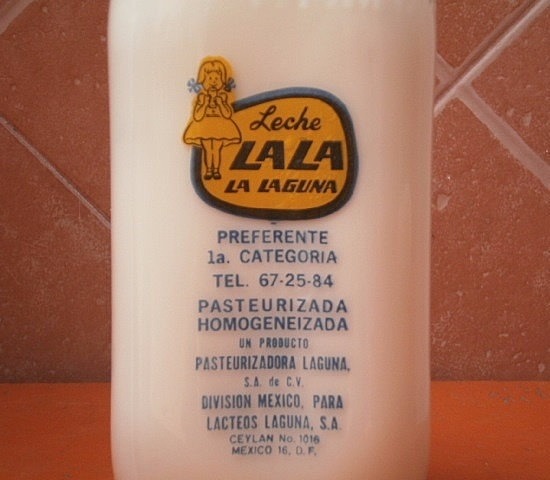 Leche
LALA
LA LAGUNA
PREFERENTE
1a. CATEGORIA
TEL. 67-25-84
PASTEURIZADA
HOMOGENEIZADA
UN PRODUCTO
PASTEURIZADORA LAGUNA,
S.A. de C.V.
DIVISION MEXICO, PARA
LACTEOS LAGUNA, S.A.
CEYLAN No. 1016
MEXICO 16, D.F,